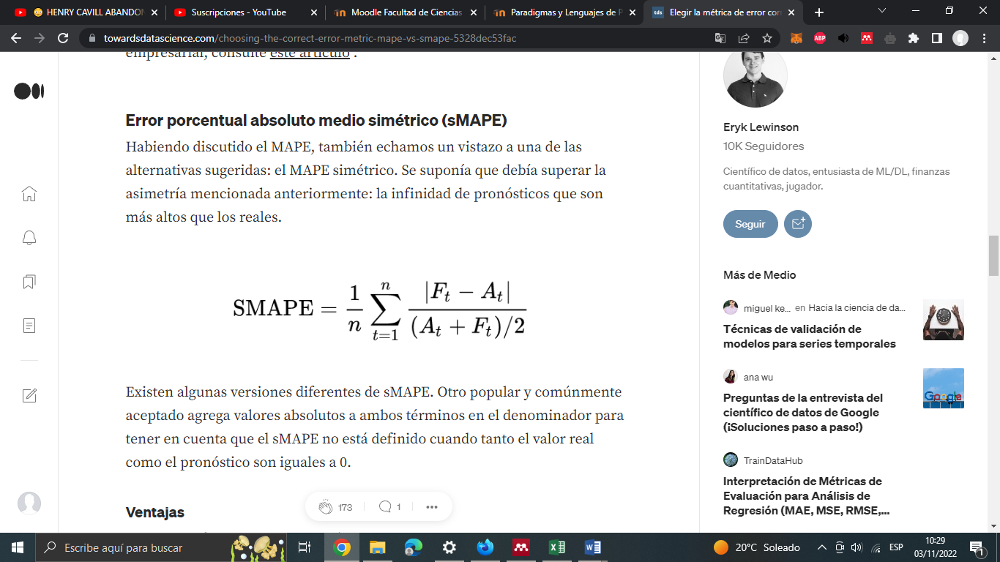 HENRY CAVILL ABANDON
Suscripciones - YouTube
Moodle Facultad de Ciencias
Paradigmas y Lenguajes de P
tds
Elegir la métrica de error con
towardsdatascience.com/choosing-the-correct-error-metric-mape-vs-smape-5328dec53fac
ABP
empresarial, consulte este artículo .
Error porcentual absoluto medio simétrico (sMAPE)
Habiendo discutido el MAPE, también echamos un vistazo a una de las
alternativas sugeridas: el MAPE simétrico. Se suponía que debía superar la
asimetría mencionada anteriormente: la infinidad de pronósticos que son
más altos que los reales.
SMAPE = 1/n ∑_{t=1}^{n} |F_t − A_t| / ((A_t + F_t)/2)
Existen algunas versiones diferentes de sMAPE. Otro popular y comúnmente
aceptado agrega valores absolutos a ambos términos en el denominador para
tener en cuenta que el sMAPE no está definido cuando tanto el valor real
como el pronóstico son iguales a 0.
Ventajas
173
1
Eryk Lewinson
10K Seguidores
Científico de datos, entusiasta de ML/DL, finanzas
cuantitativas, jugador.
Seguir
Más de Medio
miguel ke... en Hacia la ciencia de da...
Técnicas de validación de
modelos para series temporales
ana wu
Preguntas de la entrevista del
científico de datos de Google
(¡Soluciones paso a paso!)
Google
TrainDataHub
Interpretación de Métricas de
Evaluación para Análisis de
Regresión (MAE, MSE, RMSE,...
Escribe aquí para buscar
20°C Soleado
ESP
10:29
03/11/2022
1